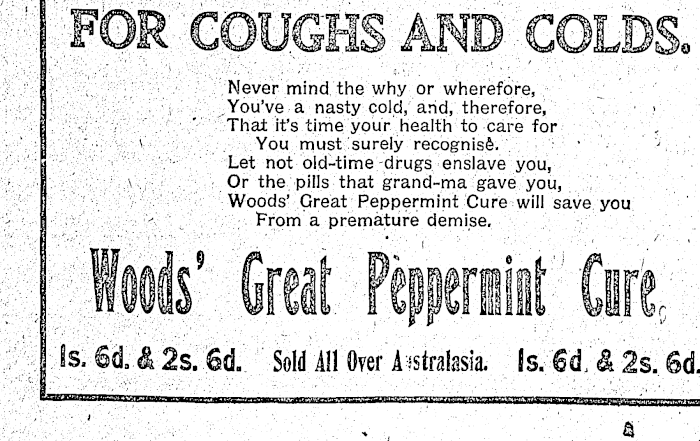 FOR COUGHS AND COLDS.
Never mind the why or wherefore,
You've a nasty cold, and, therefore,
That it's time your health to care for
You must surely recognise.
Let not old-time drugs enslave you,
Or the pills that grand-ma gave you,
Woods' Great Peppermint Cure will save you
From a premature demise.
Woods' Great Peppermint Cure.
1s. 6d. & 2s. 6d. Sold All Over Australasia. 1s. 6d. & 2s. 6d.